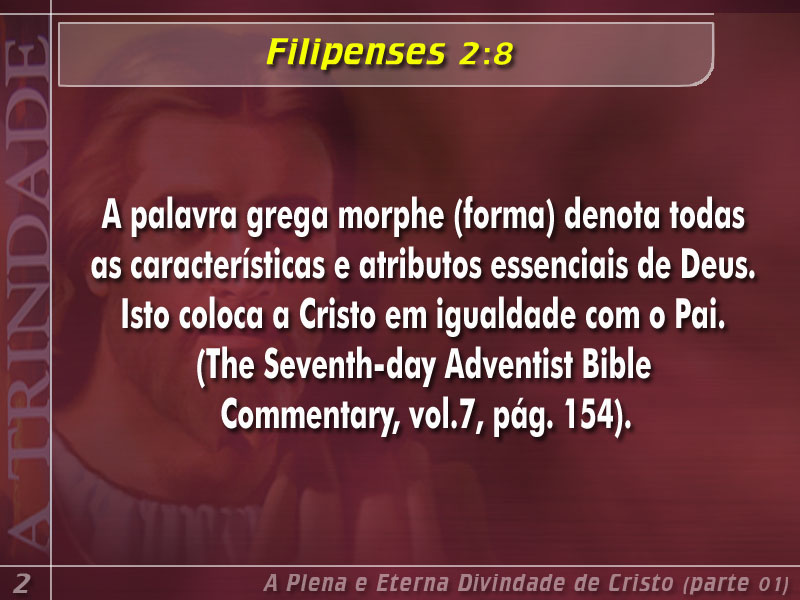 Filipenses 2:8
A TRINDADE
A palavra grega morphe (forma) denota todas
as características e atributos essenciais de Deus.
Isto coloca a Cristo em igualdade com o Pai.
(The Seventh-day Adventist Bible
Commentary, vol.7, pág. 154).
2
A Plena e Eterna Divindade de Cristo (parte 01)